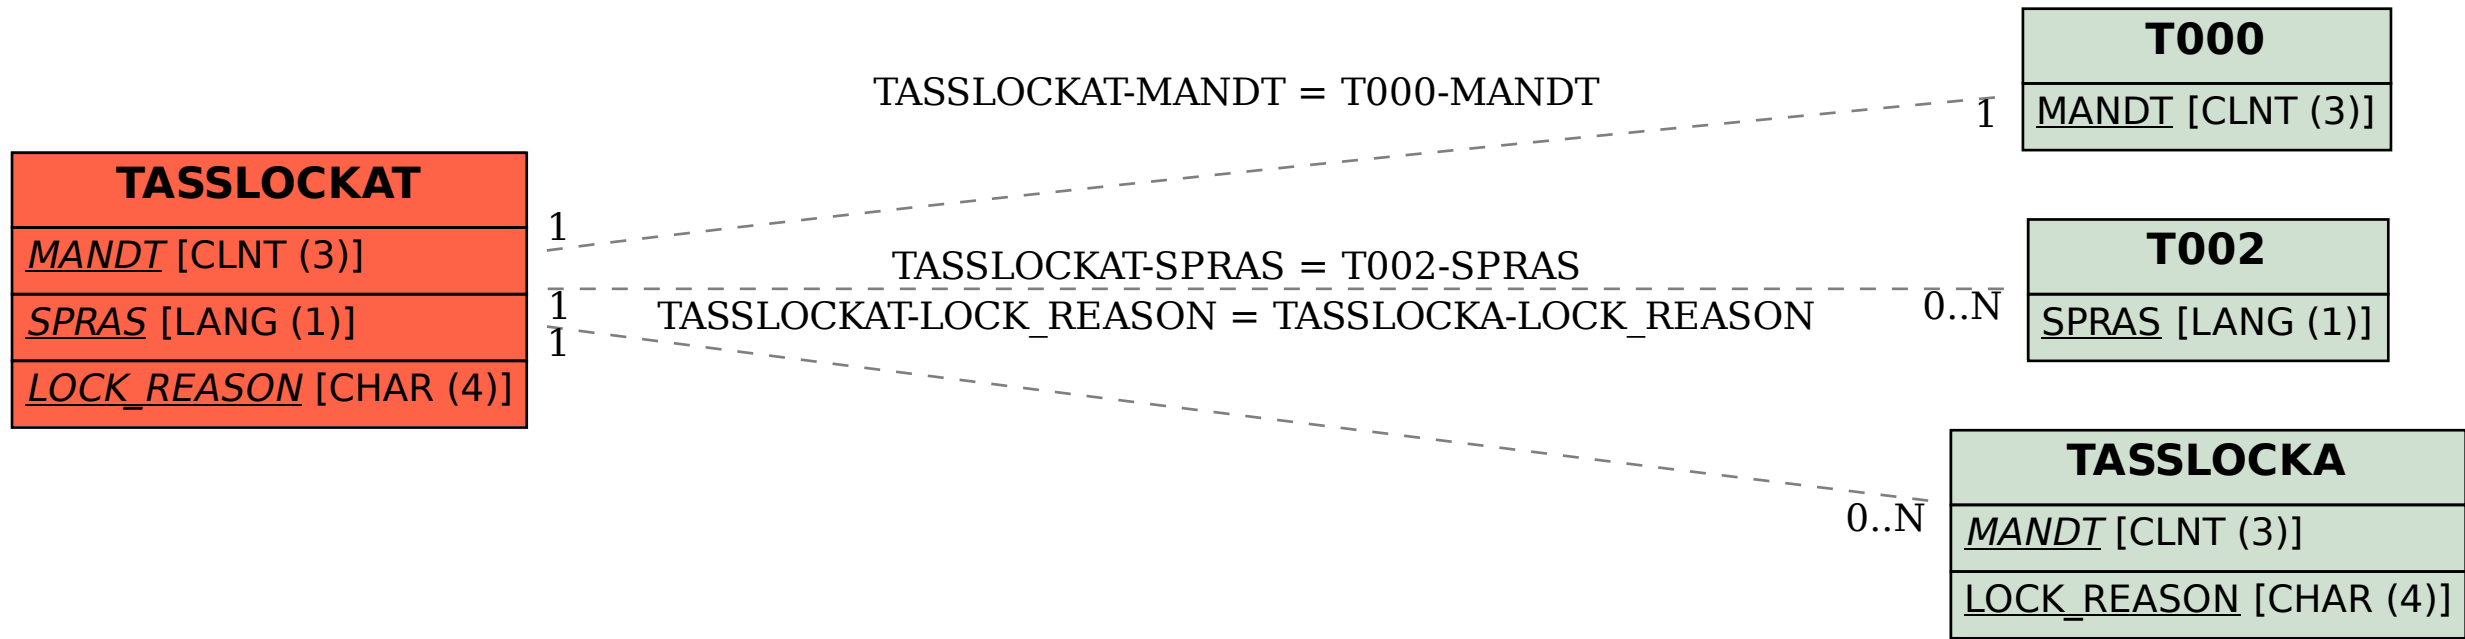 TASSLOCKAT
MANDT [CLNT (3)]
SPRAS [LANG (1)]
LOCK_REASON [CHAR (4)]
TASSLOCKAT-MANDT = T000-MANDT
1
1
TASSLOCKAT-SPRAS = T002-SPRAS
1
0..N
TASSLOCKAT-LOCK_REASON = TASSLOCKA-LOCK_REASON
1
0..N
T000
MANDT [CLNT (3)]
T002
SPRAS [LANG (1)]
TASSLOCKA
MANDT [CLNT (3)]
LOCK_REASON [CHAR (4)]